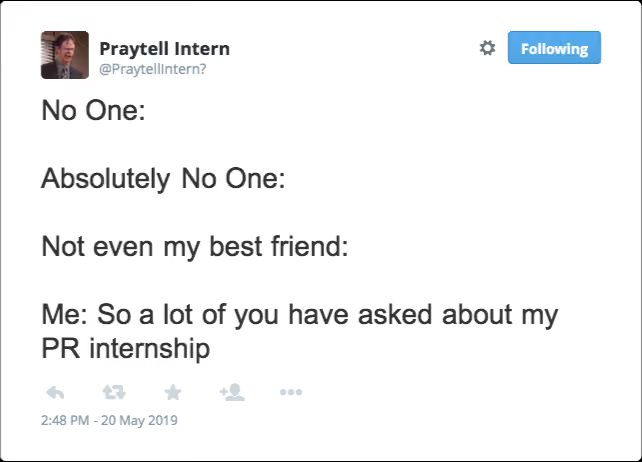 Praytell Intern
Following
@PraytellIntern?
No One:
Absolutely No One:
Not even my best friend:
Me: So a lot of you have asked about my
PR internship
2:48 PM - 20 May 2019